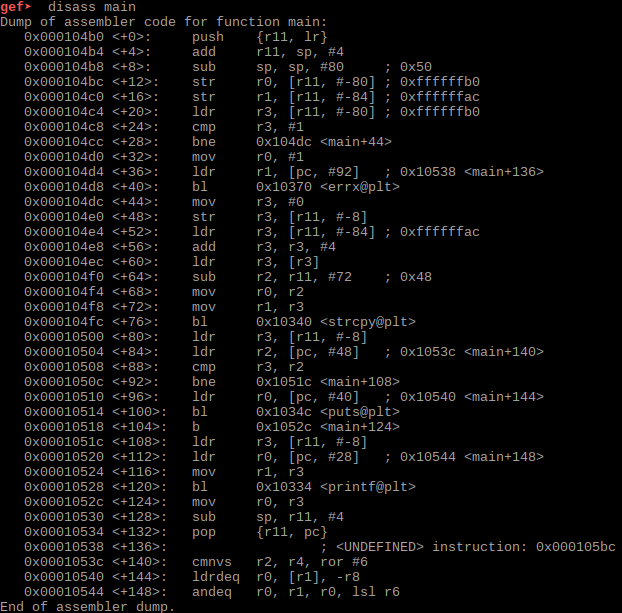 gef➤  disass main
Dump of assembler code for function main:
   0x000104b0 <+0>:     push    {r11, lr}
   0x000104b4 <+4>:     add     r11, sp, #4
   0x000104b8 <+8>:     sub     sp, sp, #80     ; 0x50
   0x000104bc <+12>:    str     r0, [r11, #-80] ; 0xffffffb0
   0x000104c0 <+16>:    str     r1, [r11, #-84] ; 0xffffffac
   0x000104c4 <+20>:    ldr     r3, [r11, #-80] ; 0xffffffb0
   0x000104c8 <+24>:    cmp     r3, #1
   0x000104cc <+28>:    bne     0x104dc <main+44>
   0x000104d0 <+32>:    mov     r0, #1
   0x000104d4 <+36>:    ldr     r1, [pc, #92]   ; 0x10538 <main+136>
   0x000104d8 <+40>:    bl      0x10370 <errx@plt>
   0x000104dc <+44>:    mov     r3, #0
   0x000104e0 <+48>:    str     r3, [r11, #-8]
   0x000104e4 <+52>:    ldr     r3, [r11, #-84] ; 0xffffffac
   0x000104e8 <+56>:    add     r3, r3, #4
   0x000104ec <+60>:    ldr     r3, [r3]
   0x000104f0 <+64>:    sub     r2, r11, #72    ; 0x48
   0x000104f4 <+68>:    mov     r0, r2
   0x000104f8 <+72>:    mov     r1, r3
   0x000104fc <+76>:    bl      0x10340 <strcpy@plt>
   0x00010500 <+80>:    ldr     r3, [r11, #-8]
   0x00010504 <+84>:    ldr     r2, [pc, #48]   ; 0x1053c <main+140>
   0x00010508 <+88>:    cmp     r3, r2
   0x0001050c <+92>:    bne     0x1051c <main+108>
   0x00010510 <+96>:    ldr     r0, [pc, #40]   ; 0x10540 <main+144>
   0x00010514 <+100>:   bl      0x1034c <puts@plt>
   0x00010518 <+104>:   b       0x1052c <main+124>
   0x0001051c <+108>:   ldr     r3, [r11, #-8]
   0x00010520 <+112>:   ldr     r0, [pc, #28]   ; 0x10544 <main+148>
   0x00010524 <+116>:   mov     r1, r3
   0x00010528 <+120>:   bl      0x10334 <printf@plt>
   0x0001052c <+124>:   mov     r0, r3
   0x00010530 <+128>:   sub     sp, r11, #4
   0x00010534 <+132>:   pop     {r11, pc}
   0x00010538 <+136>:                   ; <UNDEFINED> instruction: 0x000105bc
   0x0001053c <+140>:   cmnvs   r2, r4, ror #6
   0x00010540 <+144>:   ldrdeq  r0, [r1], -r8
   0x00010544 <+148>:   andeq   r0, r1, r0, lsl r6
End of assembler dump.